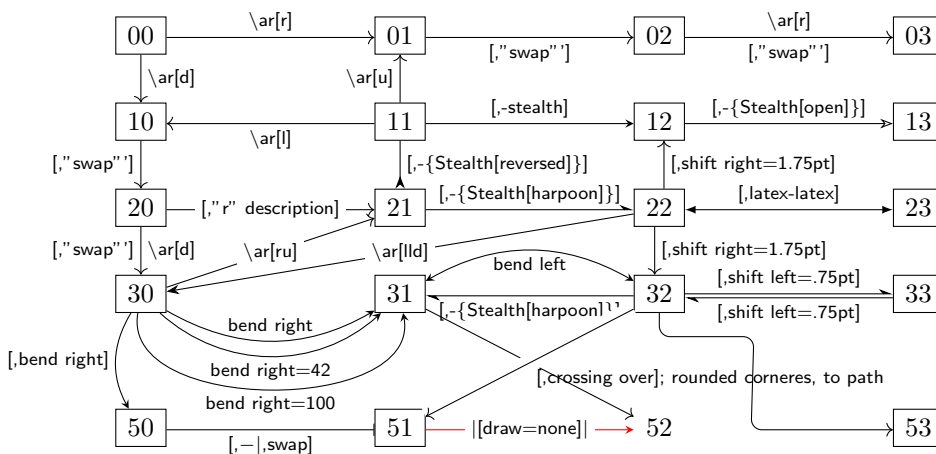 \ar[r] \ar[r]
00 01 02 03
[,"swap"'] [,"swap"']
\ar[d] \ar[u]
10 11 12 13
[,-stealth] [,-{Stealth[open]}]
\ar[l]
[,"swap"'] [,-{Stealth[reversed]}] [,shift right=1.75pt]
[,-{Stealth[harpoon]}] [,latex-latex]
20 [,"r" description] 21 22 23
[,"swap"'] \ar[d] \ar[ru] \ar[lld] [,shift right=1.75pt]
bend left [,shift left=.75pt]
30 31 32 33
[,-{Stealth[harpoon]}] [,shift left=.75pt]
bend right
[,bend right] bend right=42 [,crossing over]; rounded corneres, to path
bend right=100
50 51 |[draw=none]| 52 53
[,—|,swap]